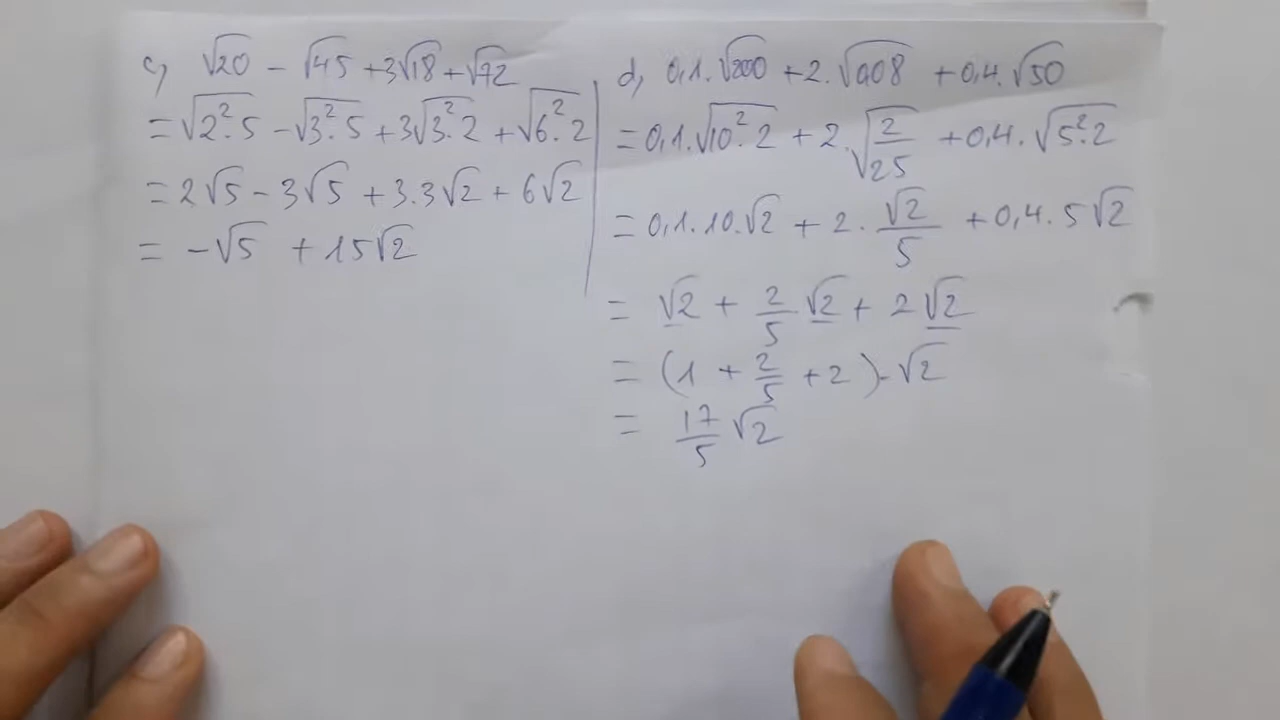 c, √20 − √45 + 3√18 + √72
= √2².5 − √3².5 + 3√3².2 + √6².2
= 2√5 − 3√5 + 3.3√2 + 6√2
= −√5 + 15√2
d, 0,1.√200 + 2.√0,08 + 0,4.√50
= 0,1.√10².2 + 2.√2/25 + 0,4.√5².2
= 0,1.10.√2 + 2.√2/5 + 0,4.5√2
= √2 + 2/5 √2 + 2√2
= (1 + 2/5 + 2).√2
= 17/5 √2